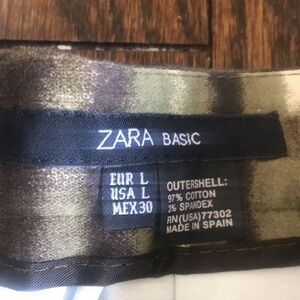 ZARA BASIC
EUR L
USA L
MEX30
OUTERSHELL:
97% COTTON
3% SPANDEX
RN(USA)77302
MADE IN SPAIN